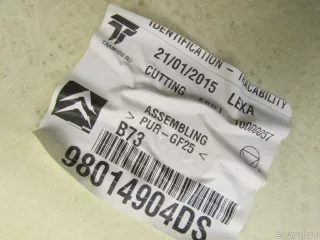 IDENTIFICATION - TRACABILITY
21/01/2015 LEXA
CUTTING
ASSEMBLING
> PUR-GF25 <
B73
98014904DS